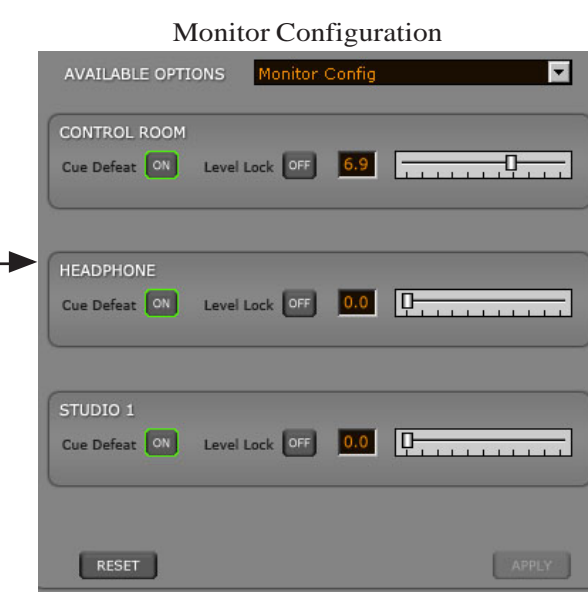 Monitor Configuration
AVAILABLE OPTIONS Monitor Config
CONTROL ROOM
Cue Defeat ON Level Lock OFF 6.9
HEADPHONE
Cue Defeat ON Level Lock OFF 0.0
STUDIO 1
Cue Defeat ON Level Lock OFF 0.0
RESET APPLY